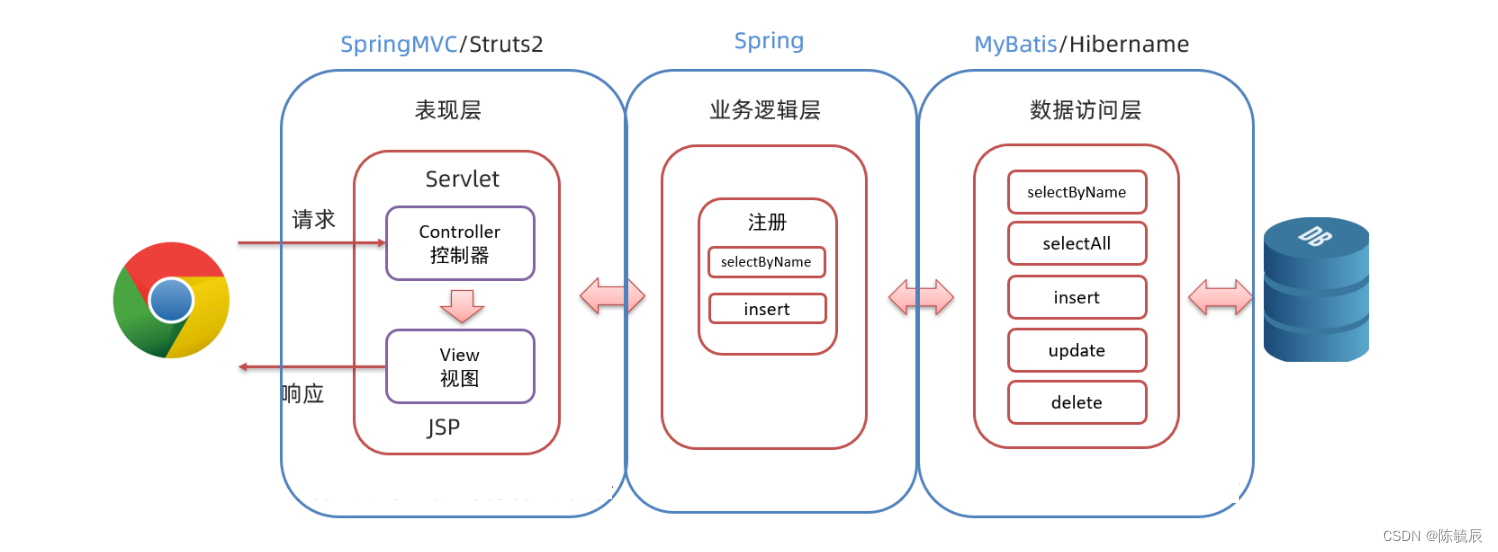 SpringMVC/Struts2
Spring
MyBatis/Hibername
表现层
业务逻辑层
数据访问层
Servlet
请求
Controller
控制器
View
视图
响应
JSP
注册
selectByName
insert
selectByName
selectAll
insert
update
delete
DB
CSDN @陈毓辰